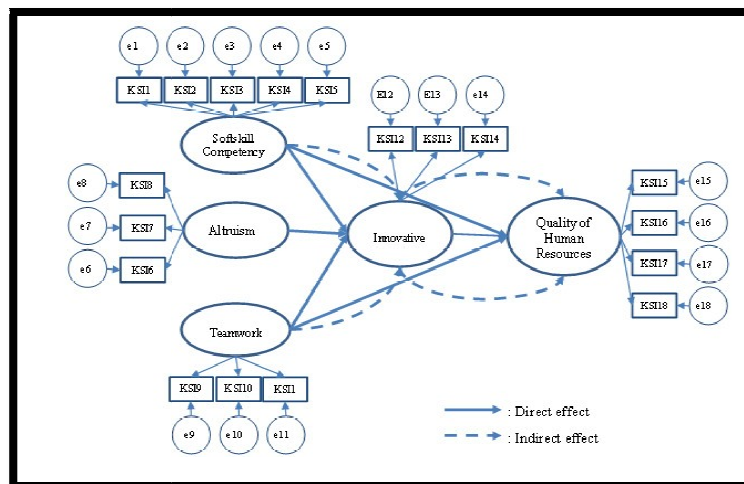 e1 e2 e3 e4 e5
KSI1 KSI2 KSI3 KSI4 KSI5
E12 E13 e14
KSI12 KSI13 KSI14
Softskill
Competency
e8 KSI8
e7 KSI7
e6 KSI6
Altruism
Innovative
Quality of
Human
Resources
KSI15 e15
KSI16 e16
KSI17 e17
KSI18 e18
Teamwork
KSI9 KSI10 KSI1
e9 e10 e11
: Direct effect
: Indirect effect